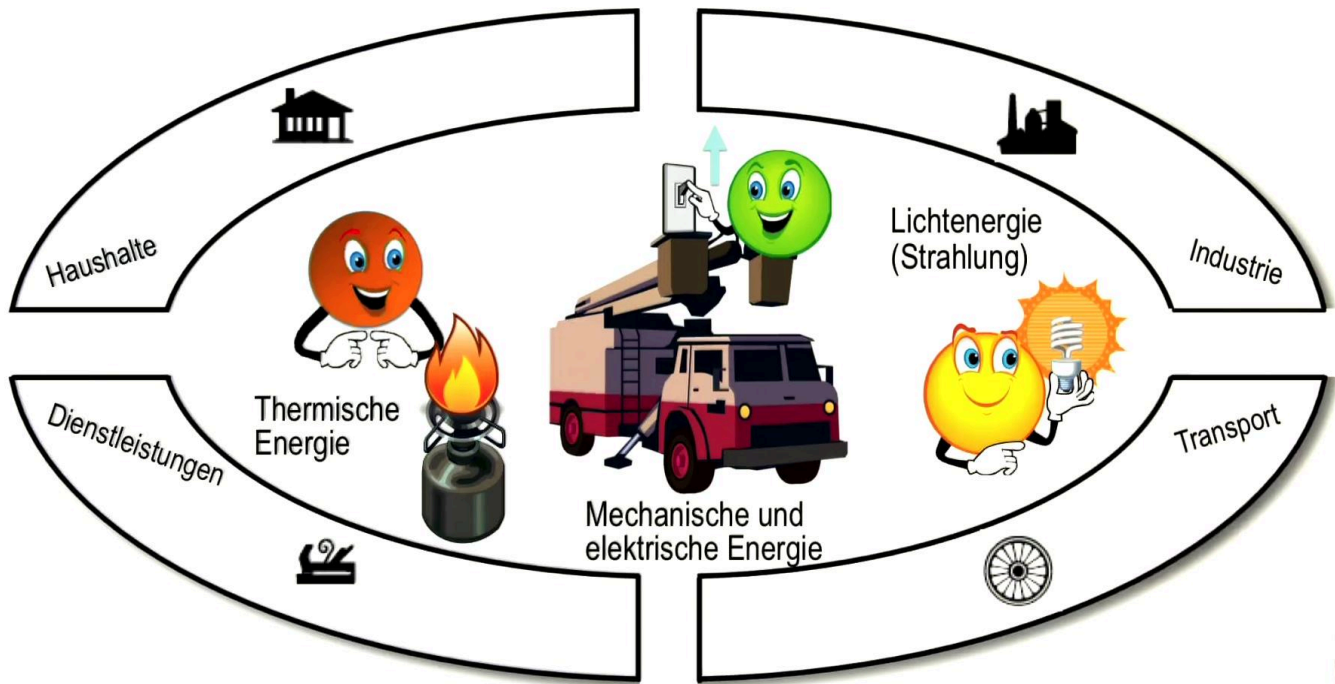 Haushalte
Industrie
Lichtenergie
(Strahlung)
Thermische
Energie
Dienstleistungen
Transport
Mechanische und
elektrische Energie